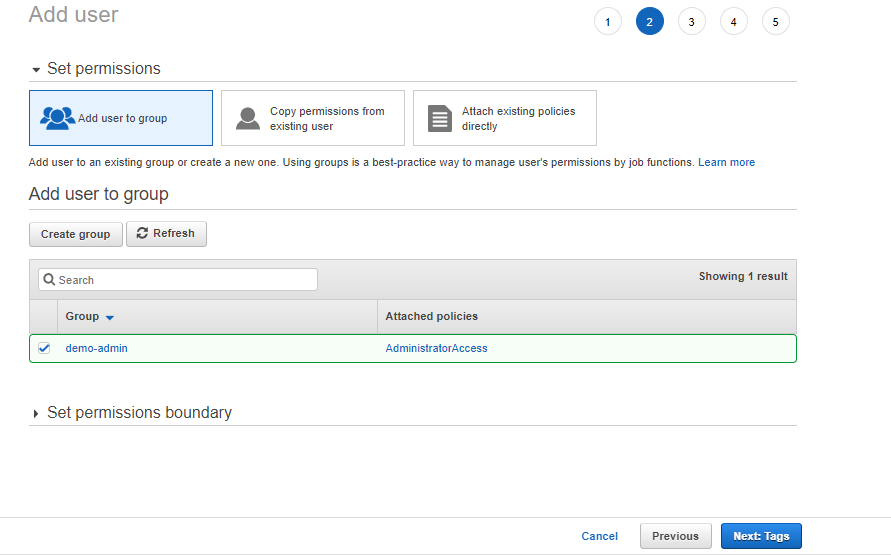 Add user
1 2 3 4 5
Set permissions
Add user to group
Copy permissions from
existing user
Attach existing policies
directly
Add user to an existing group or create a new one. Using groups is a best-practice way to manage user's permissions by job functions. Learn more
Add user to group
Create group Refresh
Search Showing 1 result
Group Attached policies
demo-admin AdministratorAccess
Set permissions boundary
Cancel Previous Next: Tags